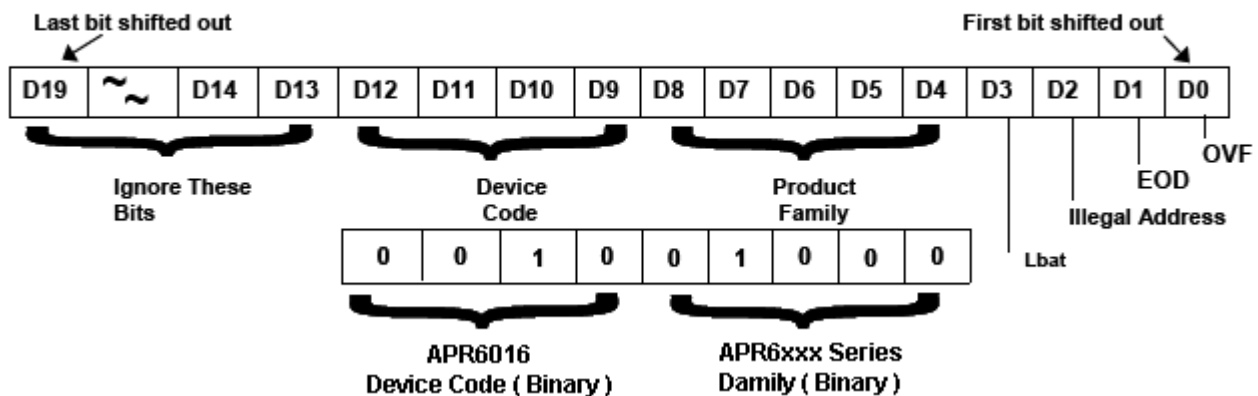 Last bit shifted out
First bit shifted out
D19 ~~ D14 D13 D12 D11 D10 D9 D8 D7 D6 D5 D4 D3 D2 D1 D0
OVF
EOD
Ignore These
Bits
Device
Code
Product
Family
Illegal Address
Lbat
0 0 1 0 0 1 0 0 0
APR6016
Device Code ( Binary )
APR6xxx Series
Damily ( Binary )